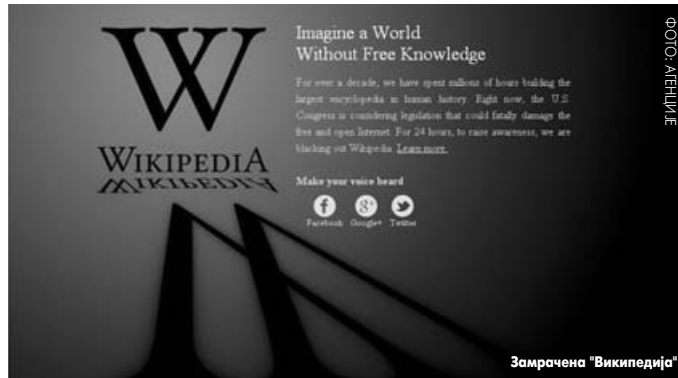 WIKIPEDIA
Imagine a World
Without Free Knowledge
For over a decade, we have spent millions of hours building the
largest encyclopedia in human history. Right now, the U.S.
Congress is considering legislation that could fatally damage the
free and open Internet. For 24 hours, to raise awareness, we are
blacking out Wikipedia. Learn more.
Make your voice heard
Facebook Google+ Twitter
ФОТО: АГЕНЦИЈЕ
Замрачена "Википедија"